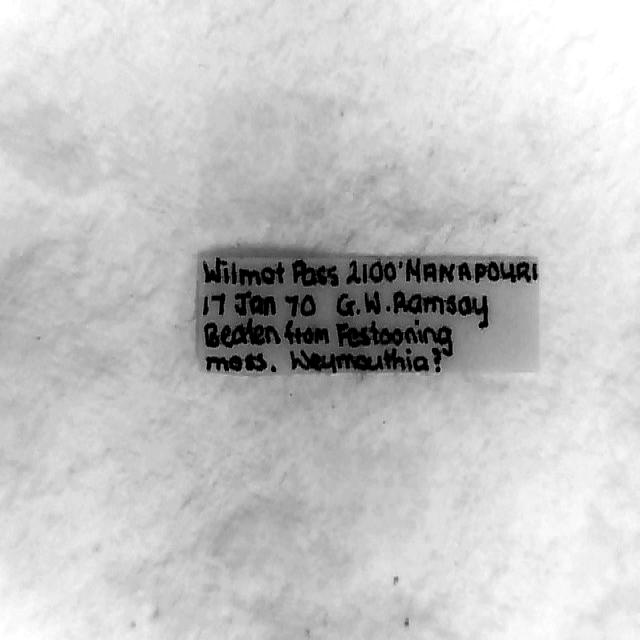 Wilmot Pass 2100' MANAPOURI
17 Jan 70 G.W. Ramsay
Beaten from Festooning
moss. Weymouthia?